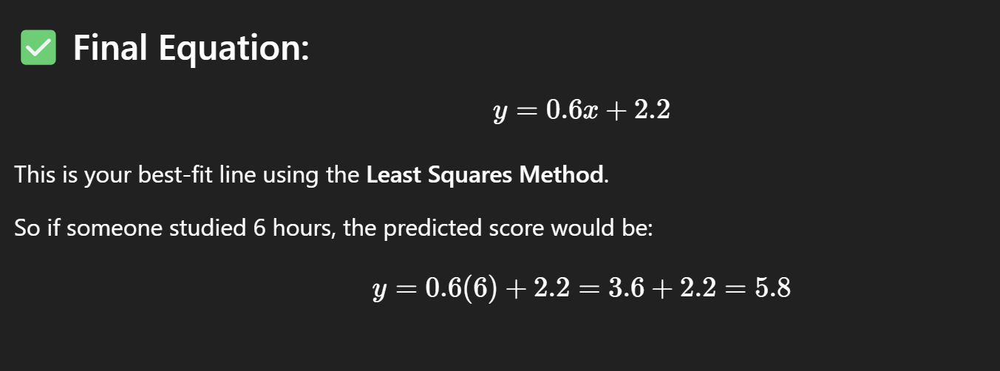 ✅ Final Equation:
y = 0.6x + 2.2
This is your best-fit line using the Least Squares Method.
So if someone studied 6 hours, the predicted score would be:
y = 0.6(6) + 2.2 = 3.6 + 2.2 = 5.8